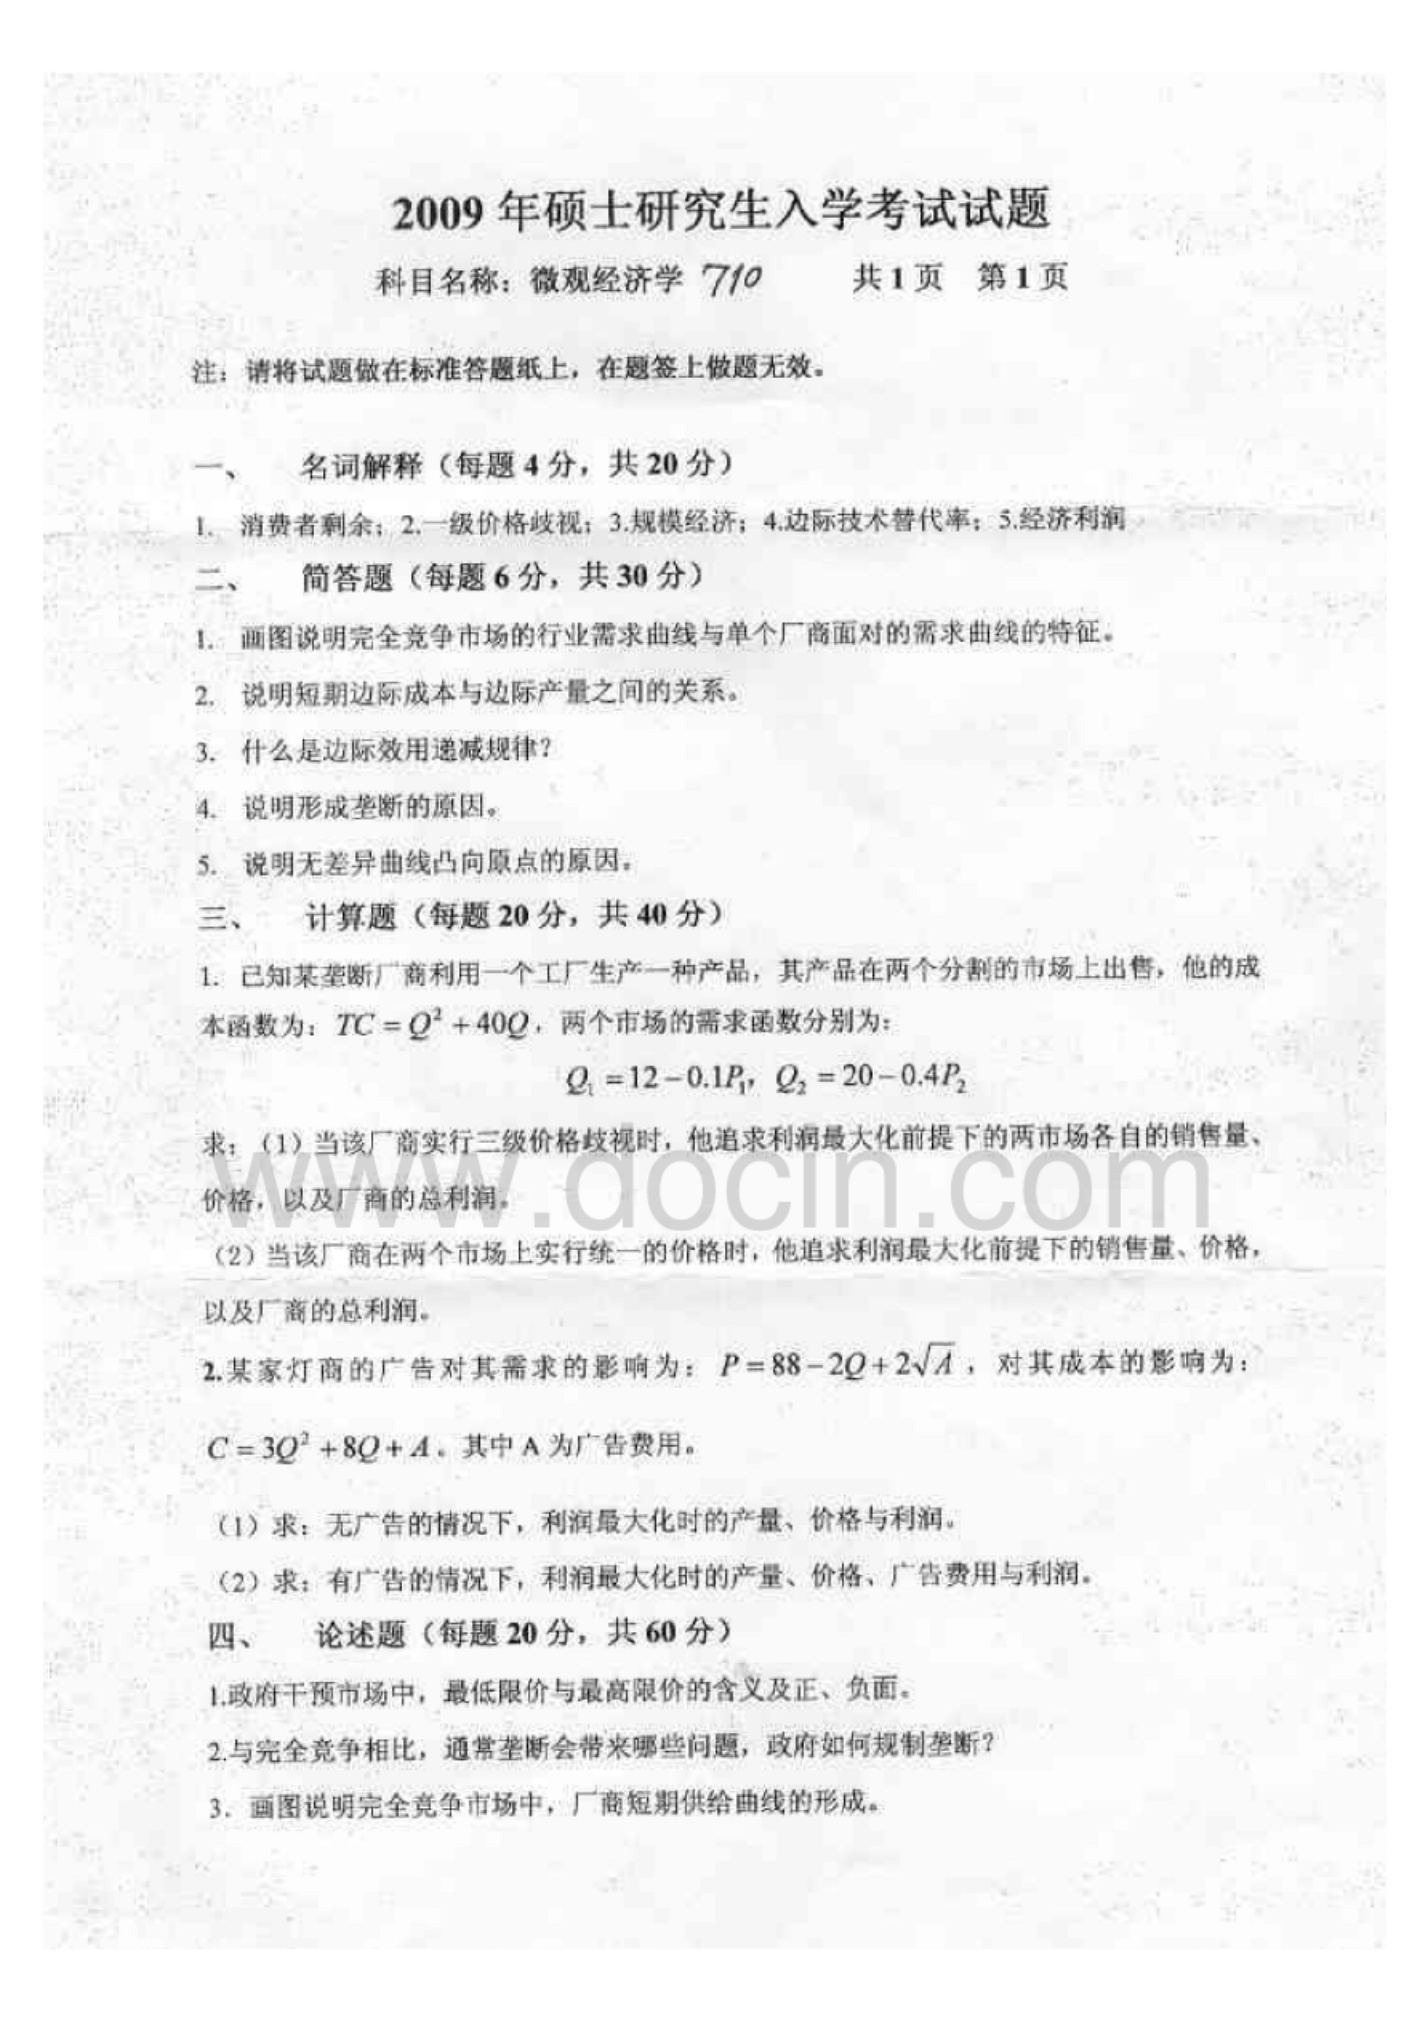 2009 年硕士研究生入学考试试题
科目名称：微观经济学 710 共 1 页 第 1 页
注：请将试题做在标准答题纸上，在题签上做题无效。
一、 名词解释（每题 4 分，共 20 分）
1. 消费者剩余；2.一级价格歧视；3.规模经济；4.边际技术替代率；5.经济利润
二、 简答题（每题 6 分，共 30 分）
1. 画图说明完全竞争市场的行业需求曲线与单个厂商面对的需求曲线的特征。
2. 说明短期边际成本与边际产量之间的关系。
3. 什么是边际效用递减规律？
4. 说明形成垄断的原因。
5. 说明无差异曲线凸向原点的原因。
三、 计算题（每题 20 分，共 40 分）
1. 已知某垄断厂商利用一个工厂生产一种产品，其产品在两个分割的市场上出售，他的成
本函数为：TC = Q² + 40Q，两个市场的需求函数分别为：
Q₁ = 12 − 0.1P₁，Q₂ = 20 − 0.4P₂
求：（1）当该厂商实行三级价格歧视时，他追求利润最大化前提下的两市场各自的销售量、
价格，以及厂商的总利润。
（2）当该厂商在两个市场上实行统一的价格时，他追求利润最大化前提下的销售量、价格，
以及厂商的总利润。
2.某家灯商的广告对其需求的影响为：P = 88 − 2Q + 2√A，对其成本的影响为：
C = 3Q² + 8Q + A。其中 A 为广告费用。
（1）求：无广告的情况下，利润最大化时的产量、价格与利润。
（2）求：有广告的情况下，利润最大化时的产量、价格、广告费用与利润。
四、 论述题（每题 20 分，共 60 分）
1.政府干预市场中，最低限价与最高限价的含义及正、负面。
2.与完全竞争相比，通常垄断会带来哪些问题，政府如何规制垄断？
3．画图说明完全竞争市场中，厂商短期供给曲线的形成。
www.docin.com